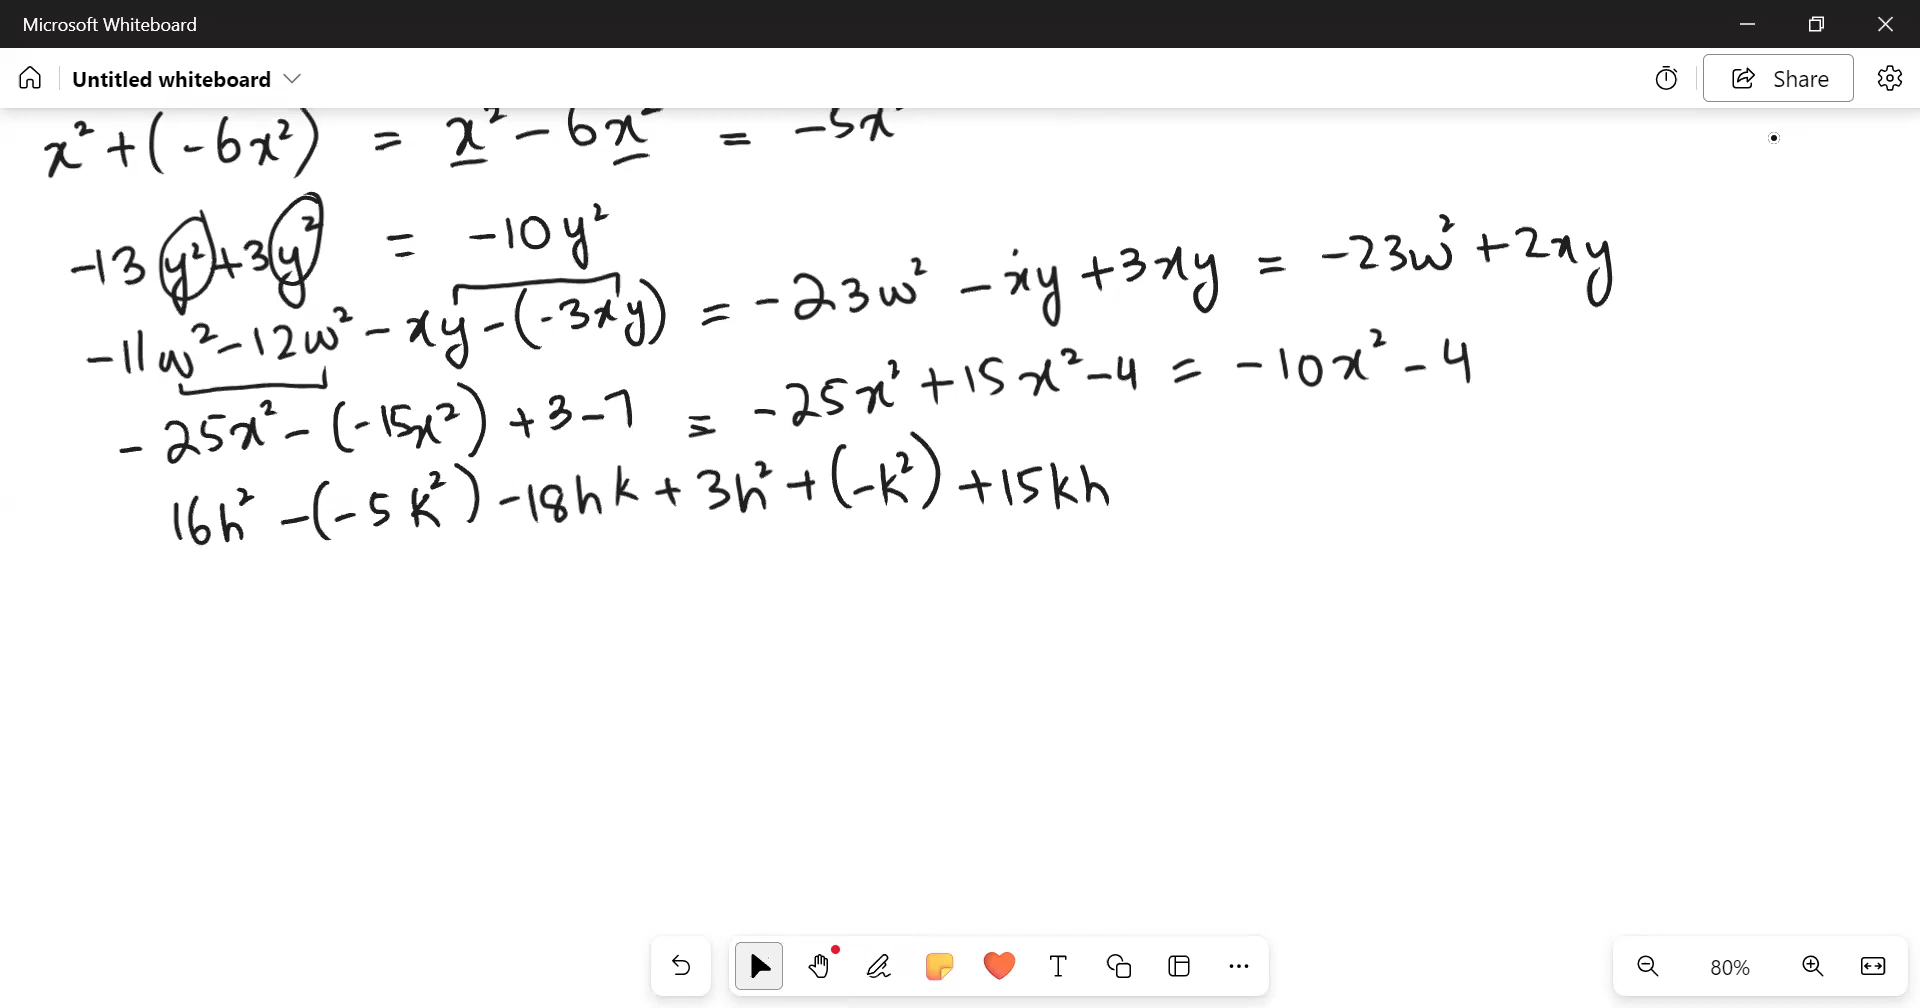 Microsoft Whiteboard
Untitled whiteboard
Share
x² + (-6x²) = x² - 6x² = -5x²
-13y² + 3y² = -10y²
-11w² - 12w² - xy - (-3xy) = -23w² - xy + 3xy = -23w² + 2xy
-25x² - (-15x²) + 3 - 7 = -25x² + 15x² - 4 = -10x² - 4
16h² - (-5k²) - 18hk + 3h² + (-k²) + 15kh
T
80%